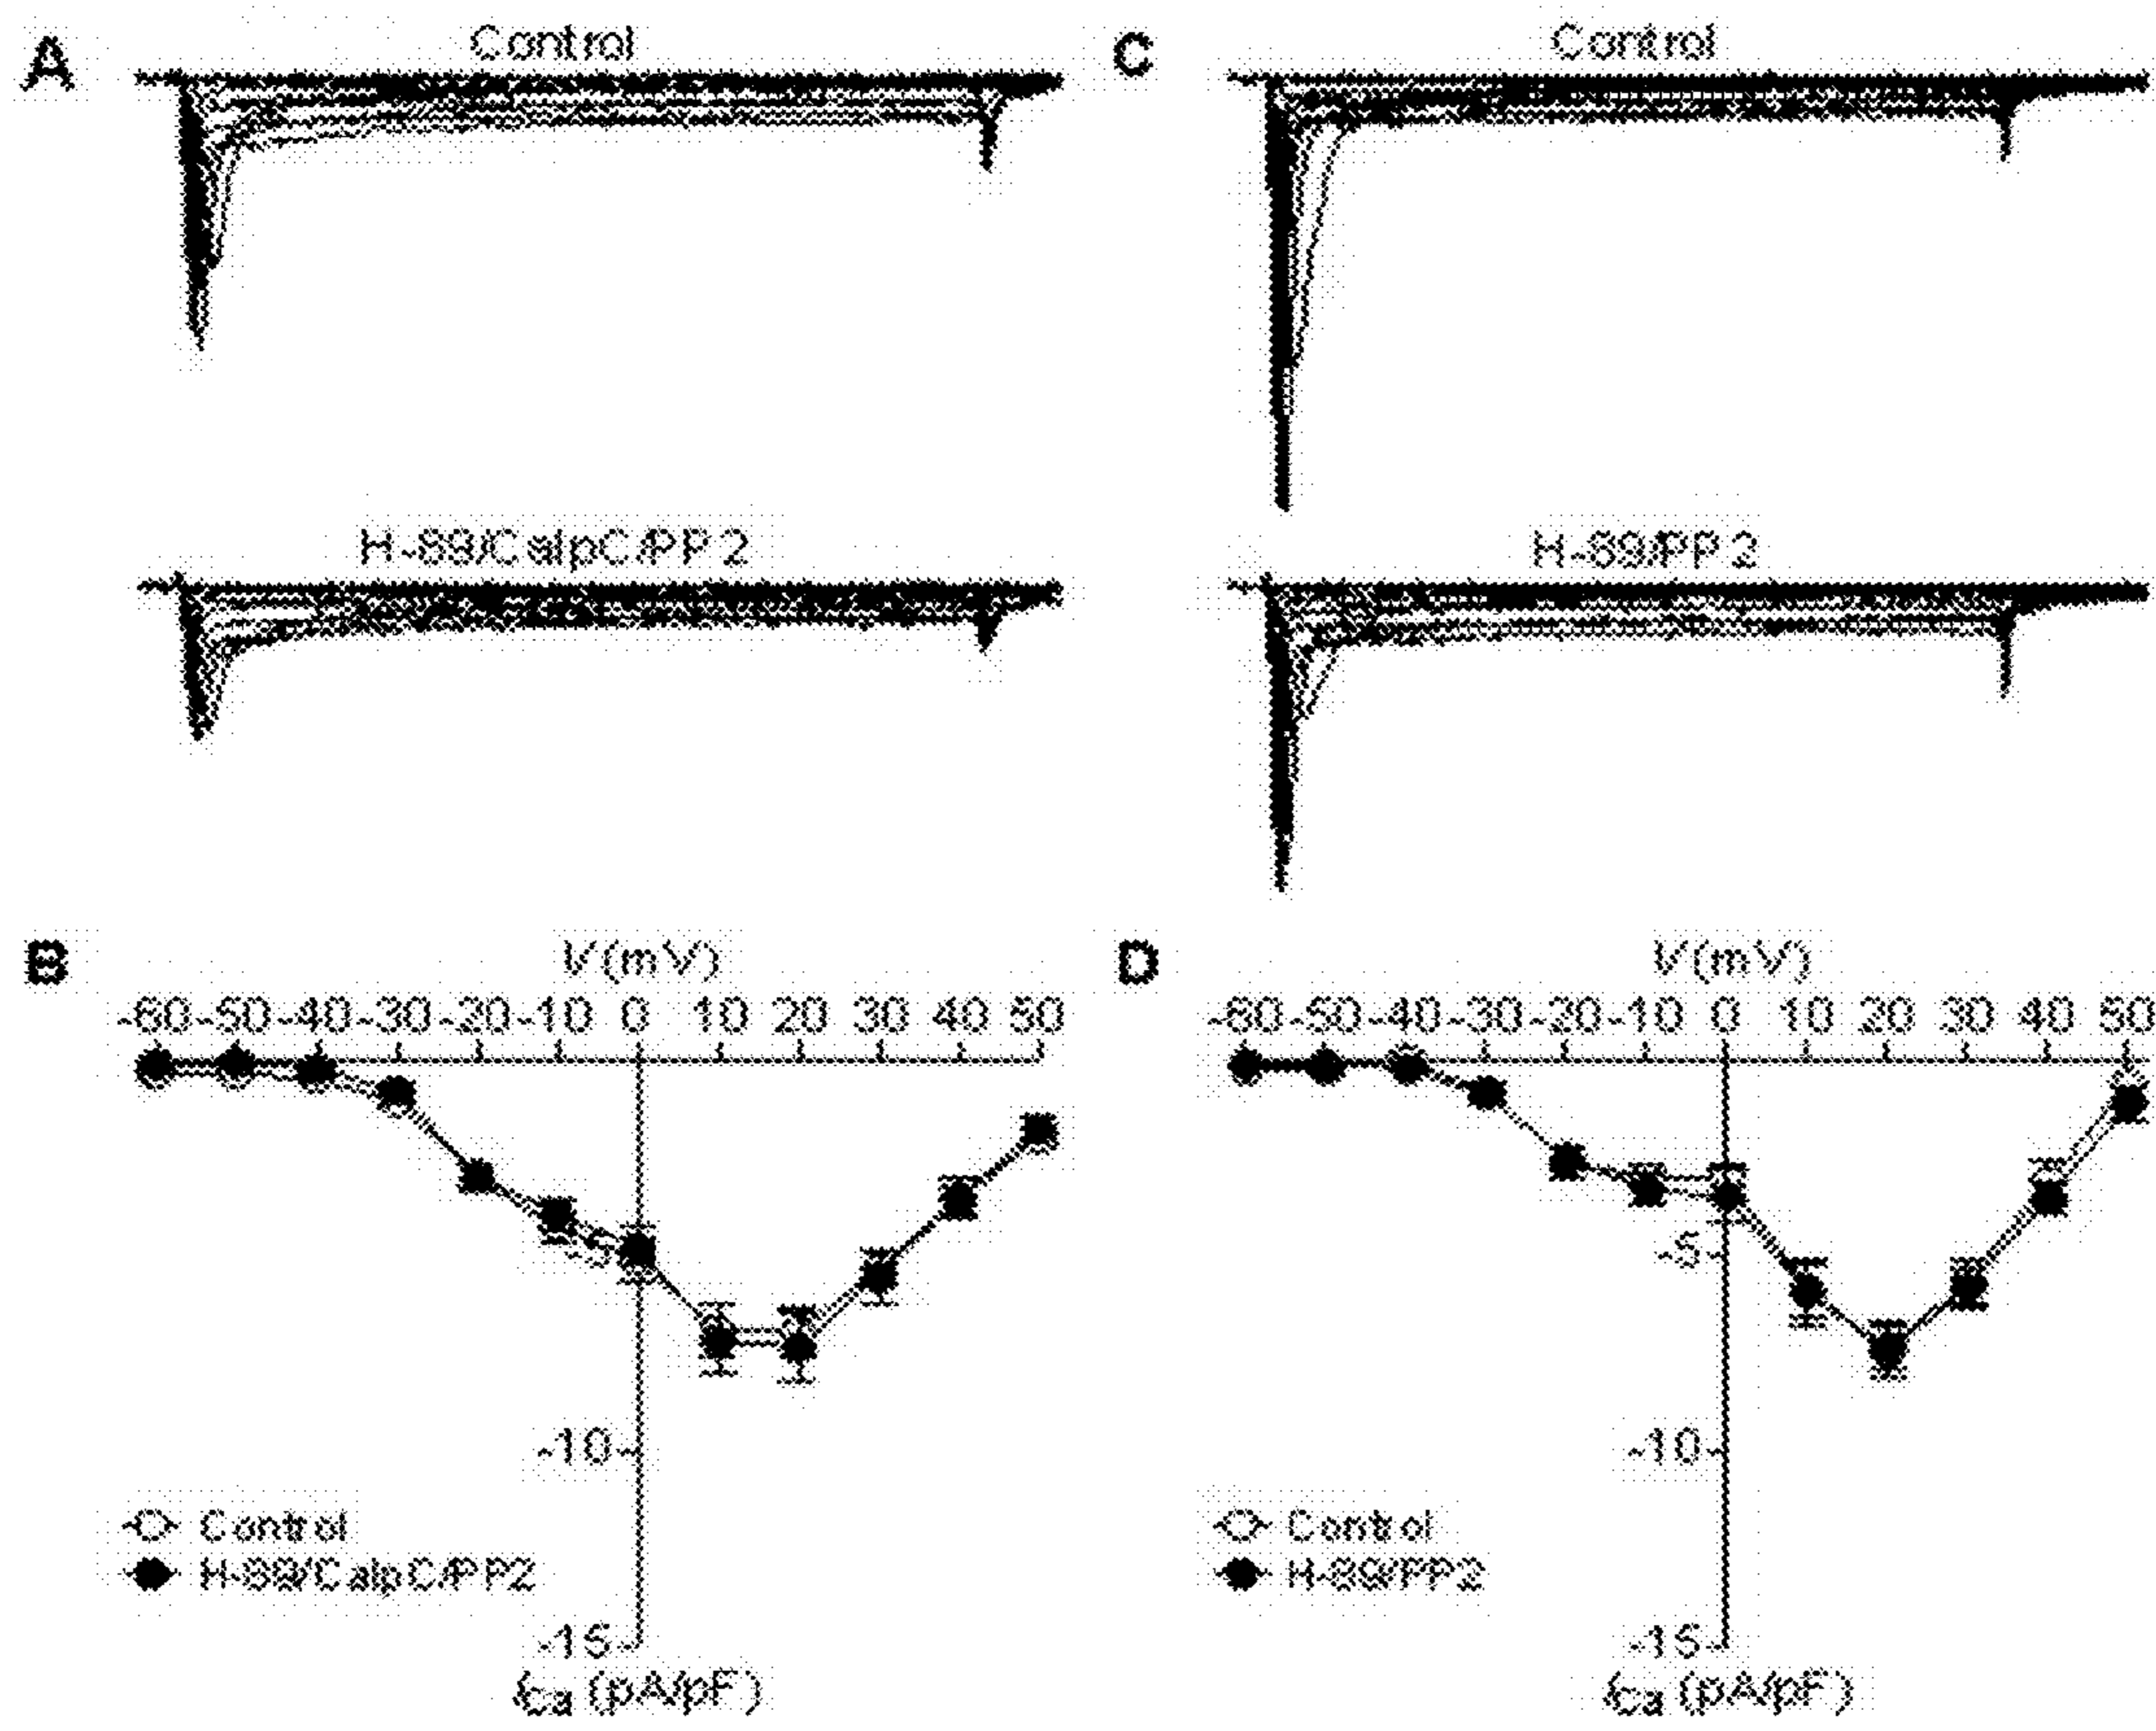 A
Control
H-89/CalpC/PP2
B
V (mV)
-60 -50 -40 -30 -20 -10 0 10 20 30 40 50
-5
-10
-15
Control
H-89/CalpC/PP2
ICa (pA/pF)
C
Control
H-89/PP2
D
V (mV)
-60 -50 -40 -30 -20 -10 0 10 20 30 40 50
-5
-10
-15
Control
H-89/PP2
ICa (pA/pF)